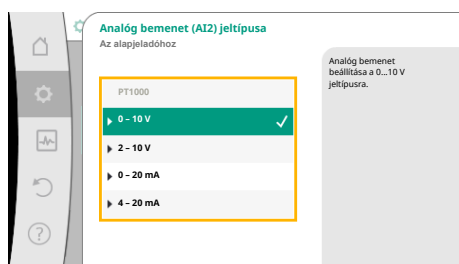 Analóg bemenet (AI2) jeltípusa
Az alapjeladóhoz
PT1000
0 – 10 V
2 – 10 V
0 – 20 mA
4 – 20 mA
Analóg bemenet
beállítása a 0...10 V
jeltípusra.
?